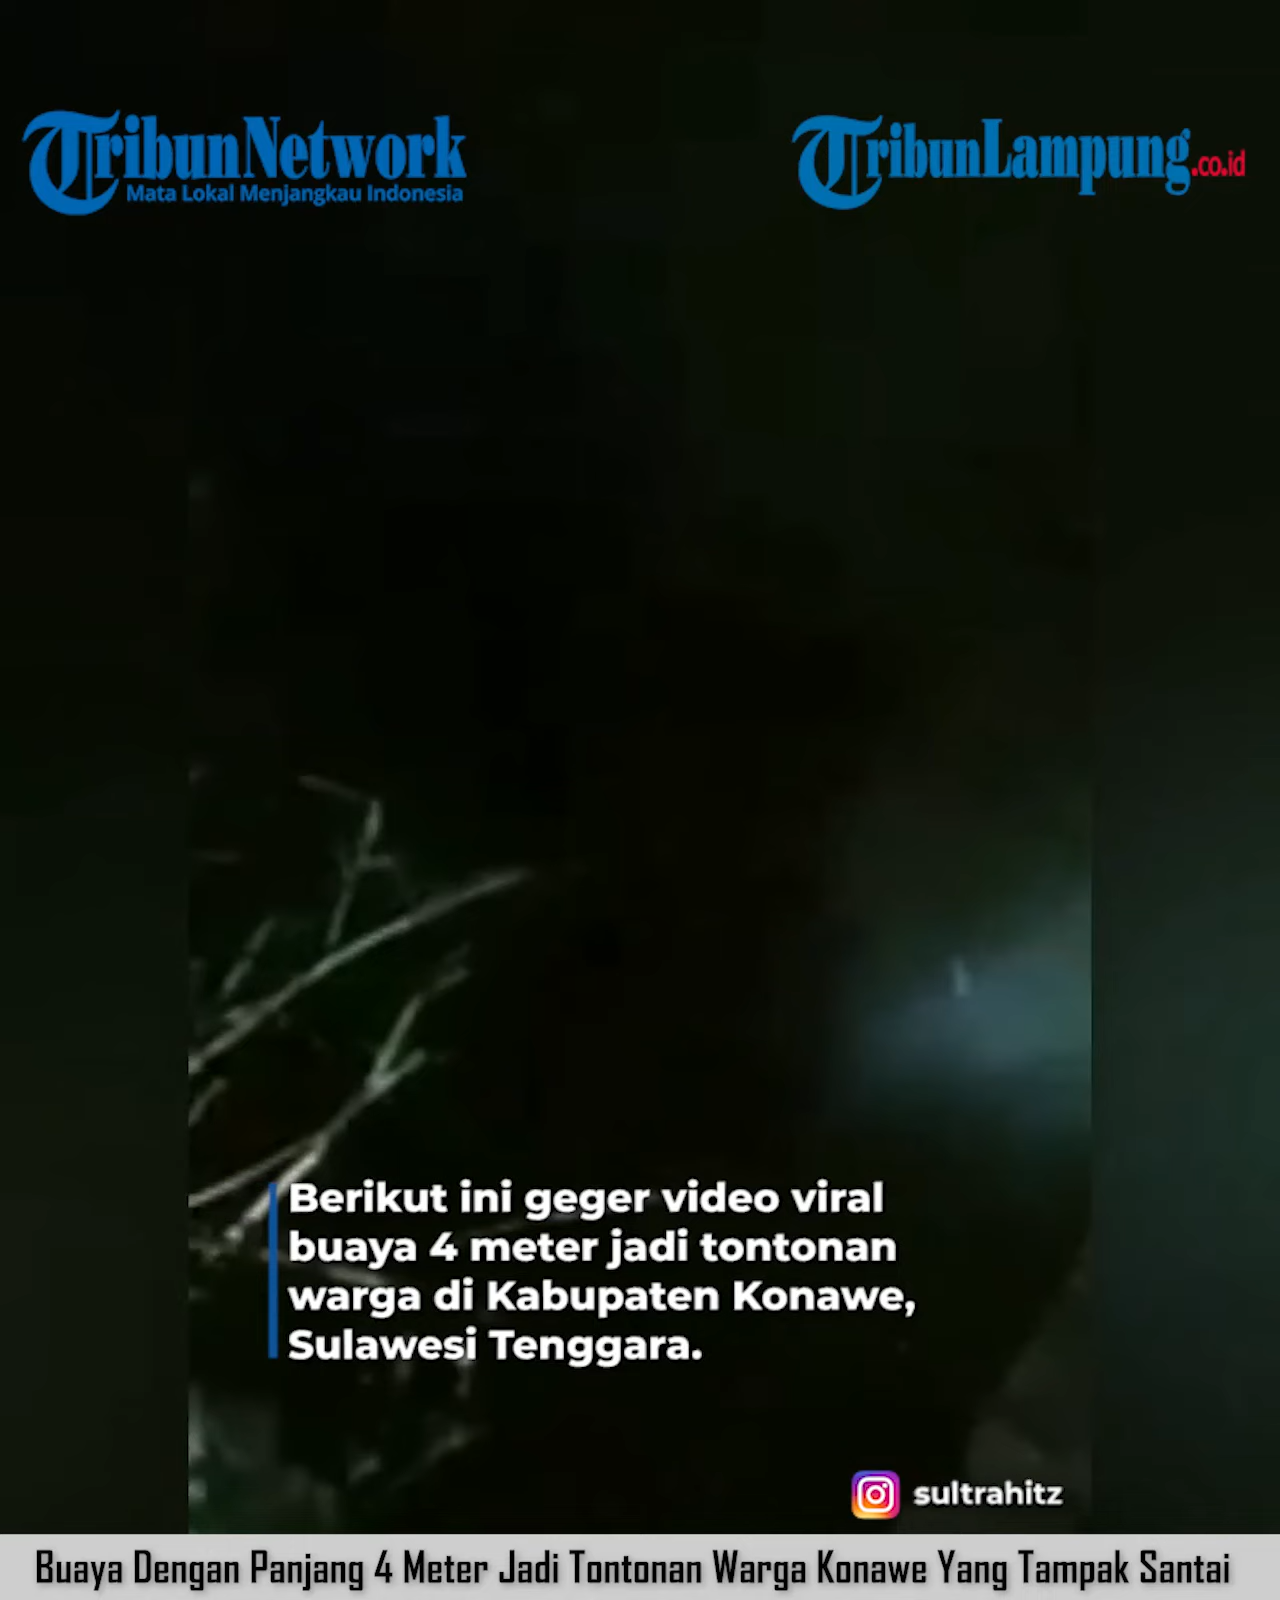 TribunNetwork
Mata Lokal Menjangkau Indonesia
TribunLampung.co.id
Berikut ini geger video viral
buaya 4 meter jadi tontonan
warga di Kabupaten Konawe,
Sulawesi Tenggara.
sultrahitz
Buaya Dengan Panjang 4 Meter Jadi Tontonan Warga Konawe Yang Tampak Santai